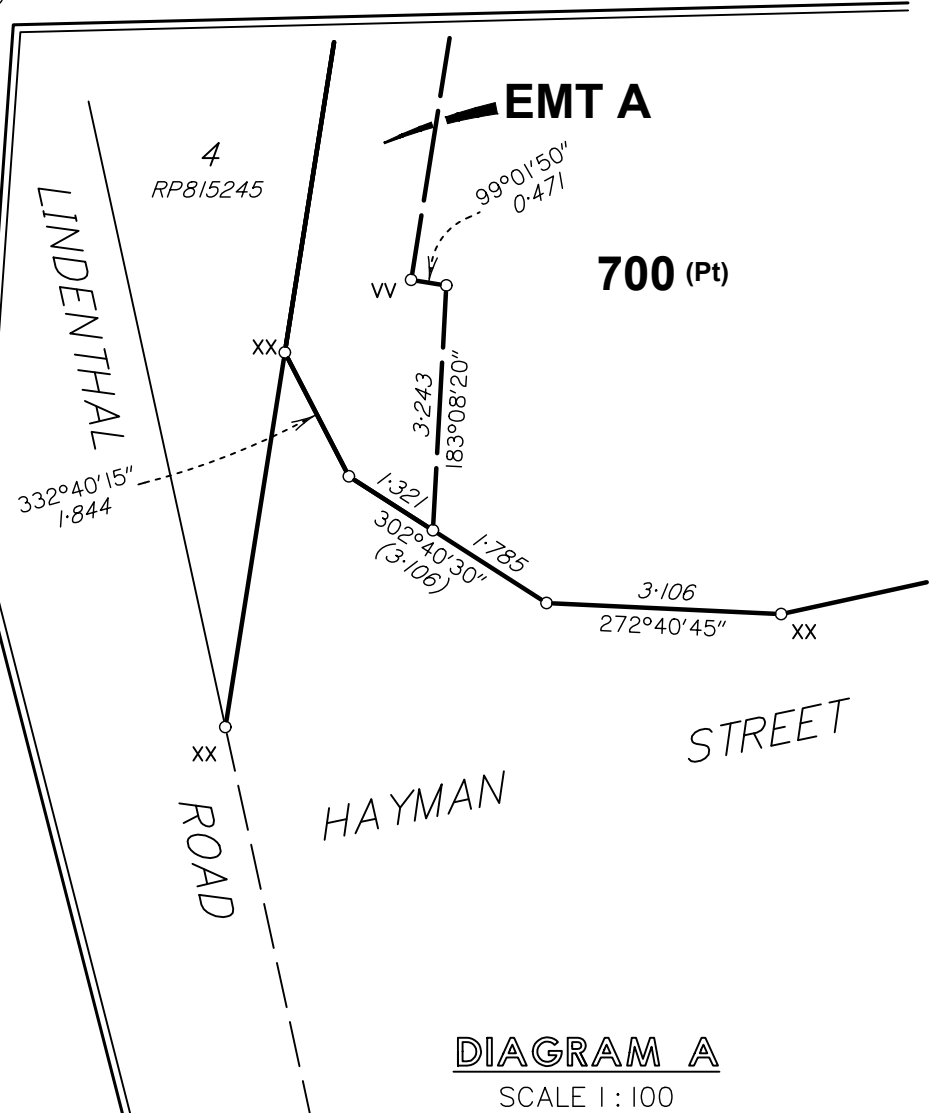 EMT A
4
RP815245
99°01'50"
0·471
LINDENTHAL
700 (Pt)
VV
XX
3·243
183°08'20"
332°40'15"
1·844
1·321
302°40'30"
(3·106)
1·785
3·106
272°40'45"
XX
XX
STREET
HAYMAN
ROAD
DIAGRAM A
SCALE 1 : 100